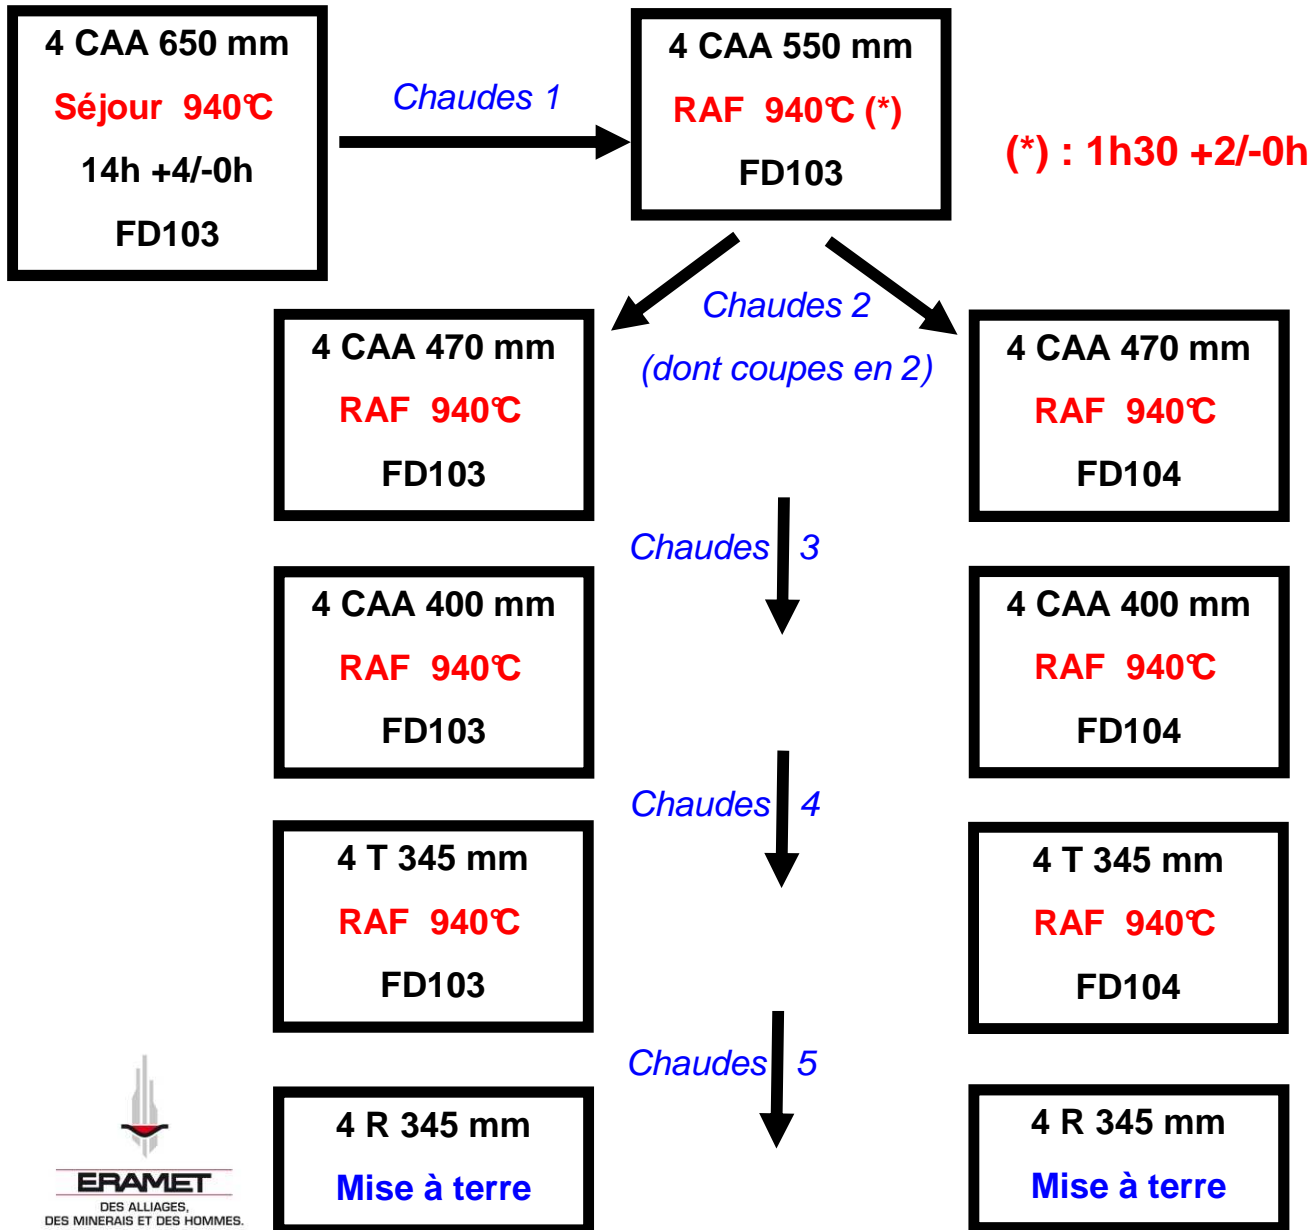 4 CAA 650 mm
Séjour 940°C
14h +4/-0h
FD103
Chaudes 1
4 CAA 550 mm
RAF 940°C (*)
FD103
(*) : 1h30 +2/-0h
Chaudes 2
(dont coupes en 2)
4 CAA 470 mm
RAF 940°C
FD103
4 CAA 470 mm
RAF 940°C
FD104
Chaudes 3
4 CAA 400 mm
RAF 940°C
FD103
4 CAA 400 mm
RAF 940°C
FD104
Chaudes 4
4 T 345 mm
RAF 940°C
FD103
4 T 345 mm
RAF 940°C
FD104
Chaudes 5
4 R 345 mm
Mise à terre
4 R 345 mm
Mise à terre
ERAMET
DES ALLIAGES,
DES MINERAIS ET DES HOMMES.